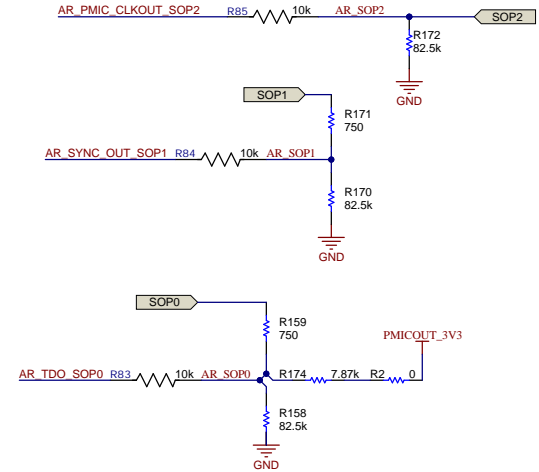 AR_PMIC_CLKOUT_SOP2 R85 10k AR_SOP2 SOP2
R172
82.5k
GND
SOP1
R171
750
AR_SYNC_OUT_SOP1 R84 10k AR_SOP1
R170
82.5k
GND
SOP0
R159
750
PMICOUT_3V3
AR_TDO_SOP0 R83 10k AR_SOP0 R174 7.87k R2 0
R158
82.5k
GND